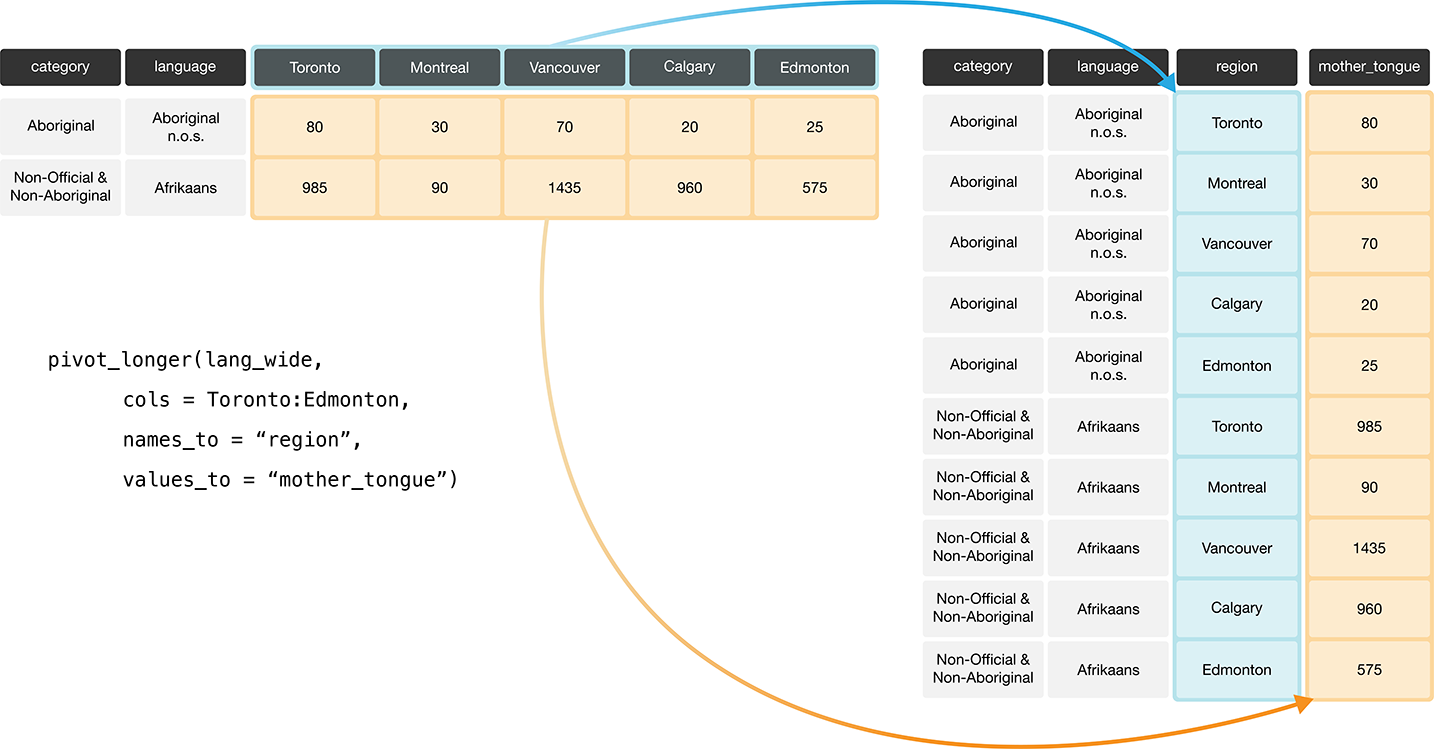 category language Toronto Montreal Vancouver Calgary Edmonton
Aboriginal Aboriginal n.o.s. 80 30 70 20 25
Non-Official & Non-Aboriginal Afrikaans 985 90 1435 960 575
pivot_longer(lang_wide,
cols = Toronto:Edmonton,
names_to = “region”,
values_to = “mother_tongue”)
category language region mother_tongue
Aboriginal Aboriginal n.o.s. Toronto 80
Aboriginal Aboriginal n.o.s. Montreal 30
Aboriginal Aboriginal n.o.s. Vancouver 70
Aboriginal Aboriginal n.o.s. Calgary 20
Aboriginal Aboriginal n.o.s. Edmonton 25
Non-Official & Non-Aboriginal Afrikaans Toronto 985
Non-Official & Non-Aboriginal Afrikaans Montreal 90
Non-Official & Non-Aboriginal Afrikaans Vancouver 1435
Non-Official & Non-Aboriginal Afrikaans Calgary 960
Non-Official & Non-Aboriginal Afrikaans Edmonton 575